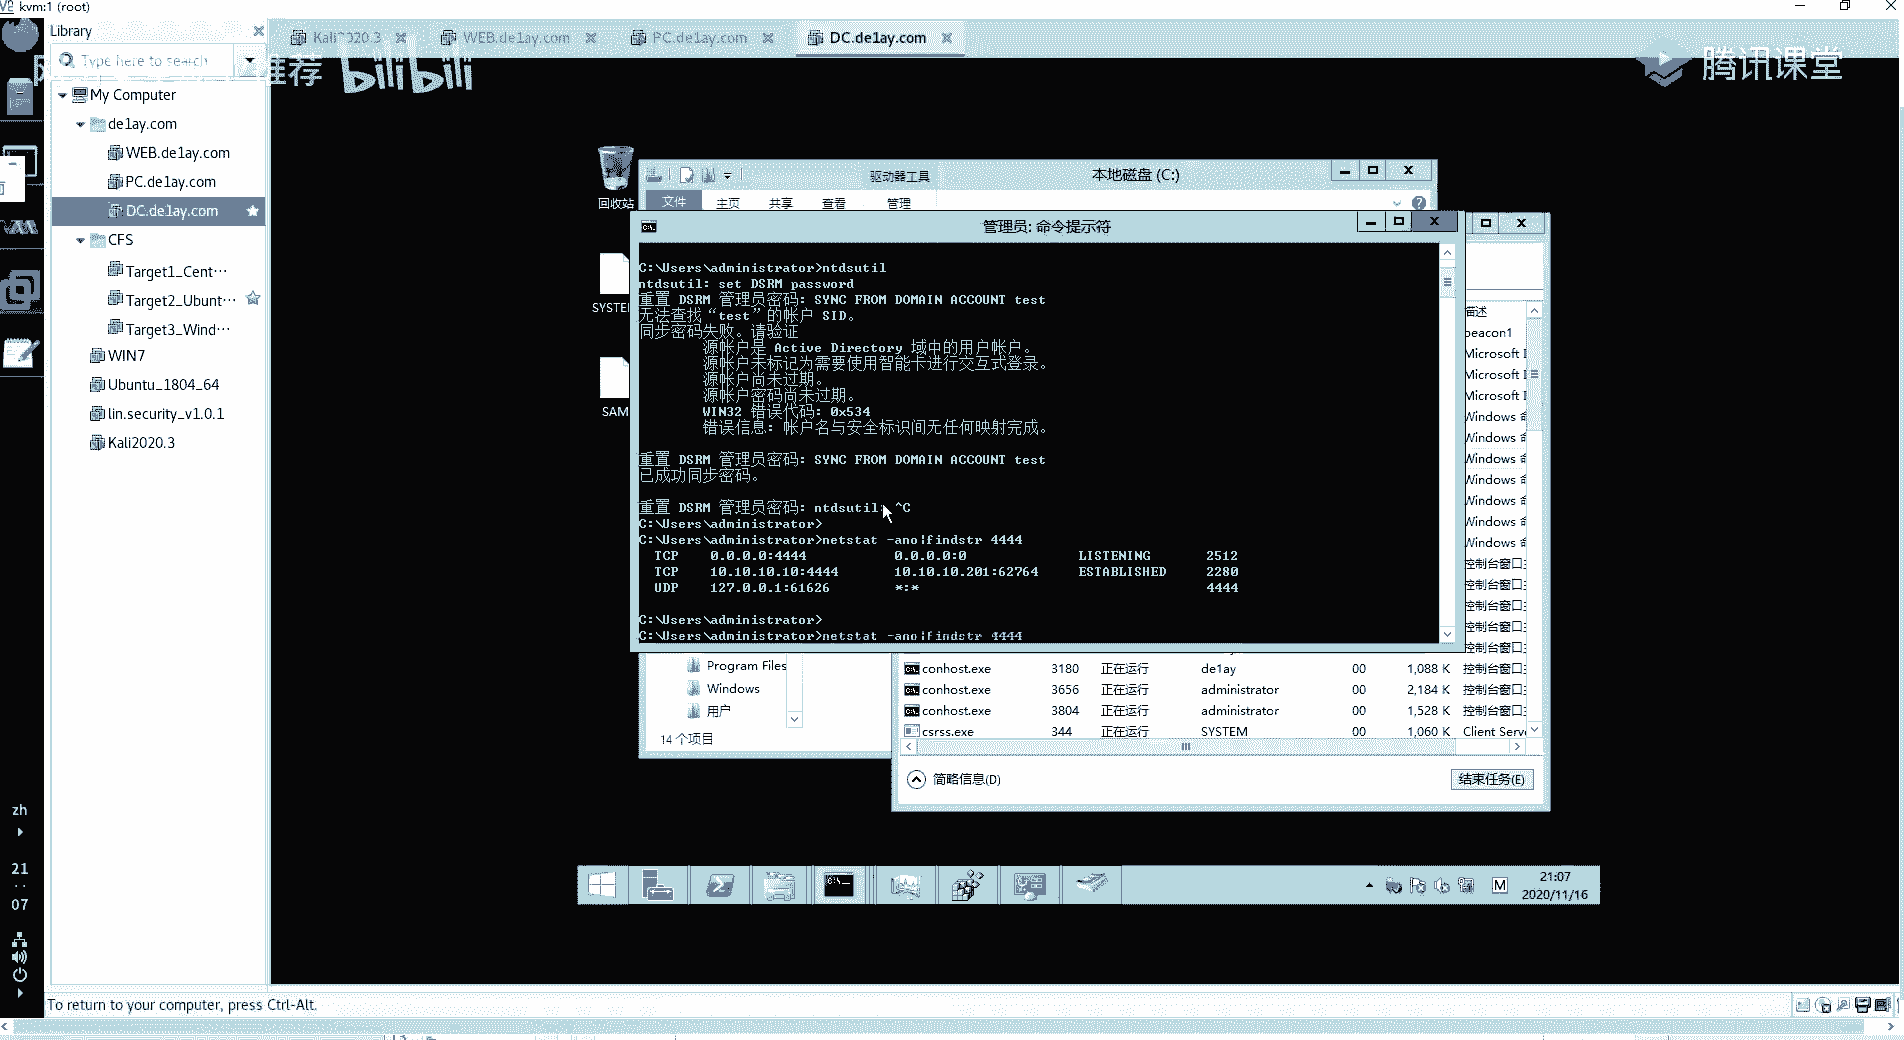 kvm:1 (root)
Library
Type here to search
推荐 bilibili
腾讯课堂
Kali2020.3
WEB.de1ay.com
PC.de1ay.com
DC.de1ay.com
My Computer
de1ay.com
WEB.de1ay.com
PC.de1ay.com
DC.de1ay.com
CFS
Target1_Cent···
Target2_Ubunt···
Target3_Wind···
WIN7
Ubuntu_1804_64
lin.security_v1.0.1
Kali2020.3
回收站
SAM
驱动器工具
本地磁盘 (C:)
文件
主页
共享
查看
管理
管理员: 命令提示符
C:\Users\administrator>ntdsutil
ntdsutil: set DSRM password
重置 DSRM 管理员密码: SYNC FROM DOMAIN ACCOUNT test
无法查找“test”的帐户 SID。
同步密码失败。请验证
源帐户是 Active Directory 域中的用户帐户。
源帐户未标记为需要使用智能卡进行交互式登录。
源帐户尚未过期。
源帐户密码尚未过期。
WIN32 错误代码: 0x534
错误信息: 帐户名与安全标识间无任何映射完成。
重置 DSRM 管理员密码: SYNC FROM DOMAIN ACCOUNT test
已成功同步密码。
重置 DSRM 管理员密码: ntdsutil: ^C
C:\Users\administrator>
C:\Users\administrator>netstat -ano|findstr 4444
TCP 0.0.0.0:4444 0.0.0.0:0 LISTENING 2512
TCP 10.10.10.10:4444 10.10.10.201:62764 ESTABLISHED 2280
UDP 127.0.0.1:61626 *:* 4444
C:\Users\administrator>
C:\Users\administrator>netstat -ano|findstr 4444
描述
beacon1
Microsoft
Microsoft
Microsoft
Windows
Windows
Windows
Windows
Windows
Windows
Windows
控制台窗口
控制台窗口
控制台窗口
控制台窗口
控制台窗口
Program Files
Windows
用户
14 个项目
conhost.exe 3180 正在运行 de1ay 00 1,088 K 控制台窗口
conhost.exe 3656 正在运行 administrator 00 2,184 K 控制台窗口
conhost.exe 3804 正在运行 administrator 00 1,528 K 控制台窗口
csrss.exe 344 正在运行 SYSTEM 00 1,060 K Client Serv
简略信息(D)
结束任务(E)
M
21:07
2020/11/16
zh
21
07
To return to your computer, press Ctrl-Alt.